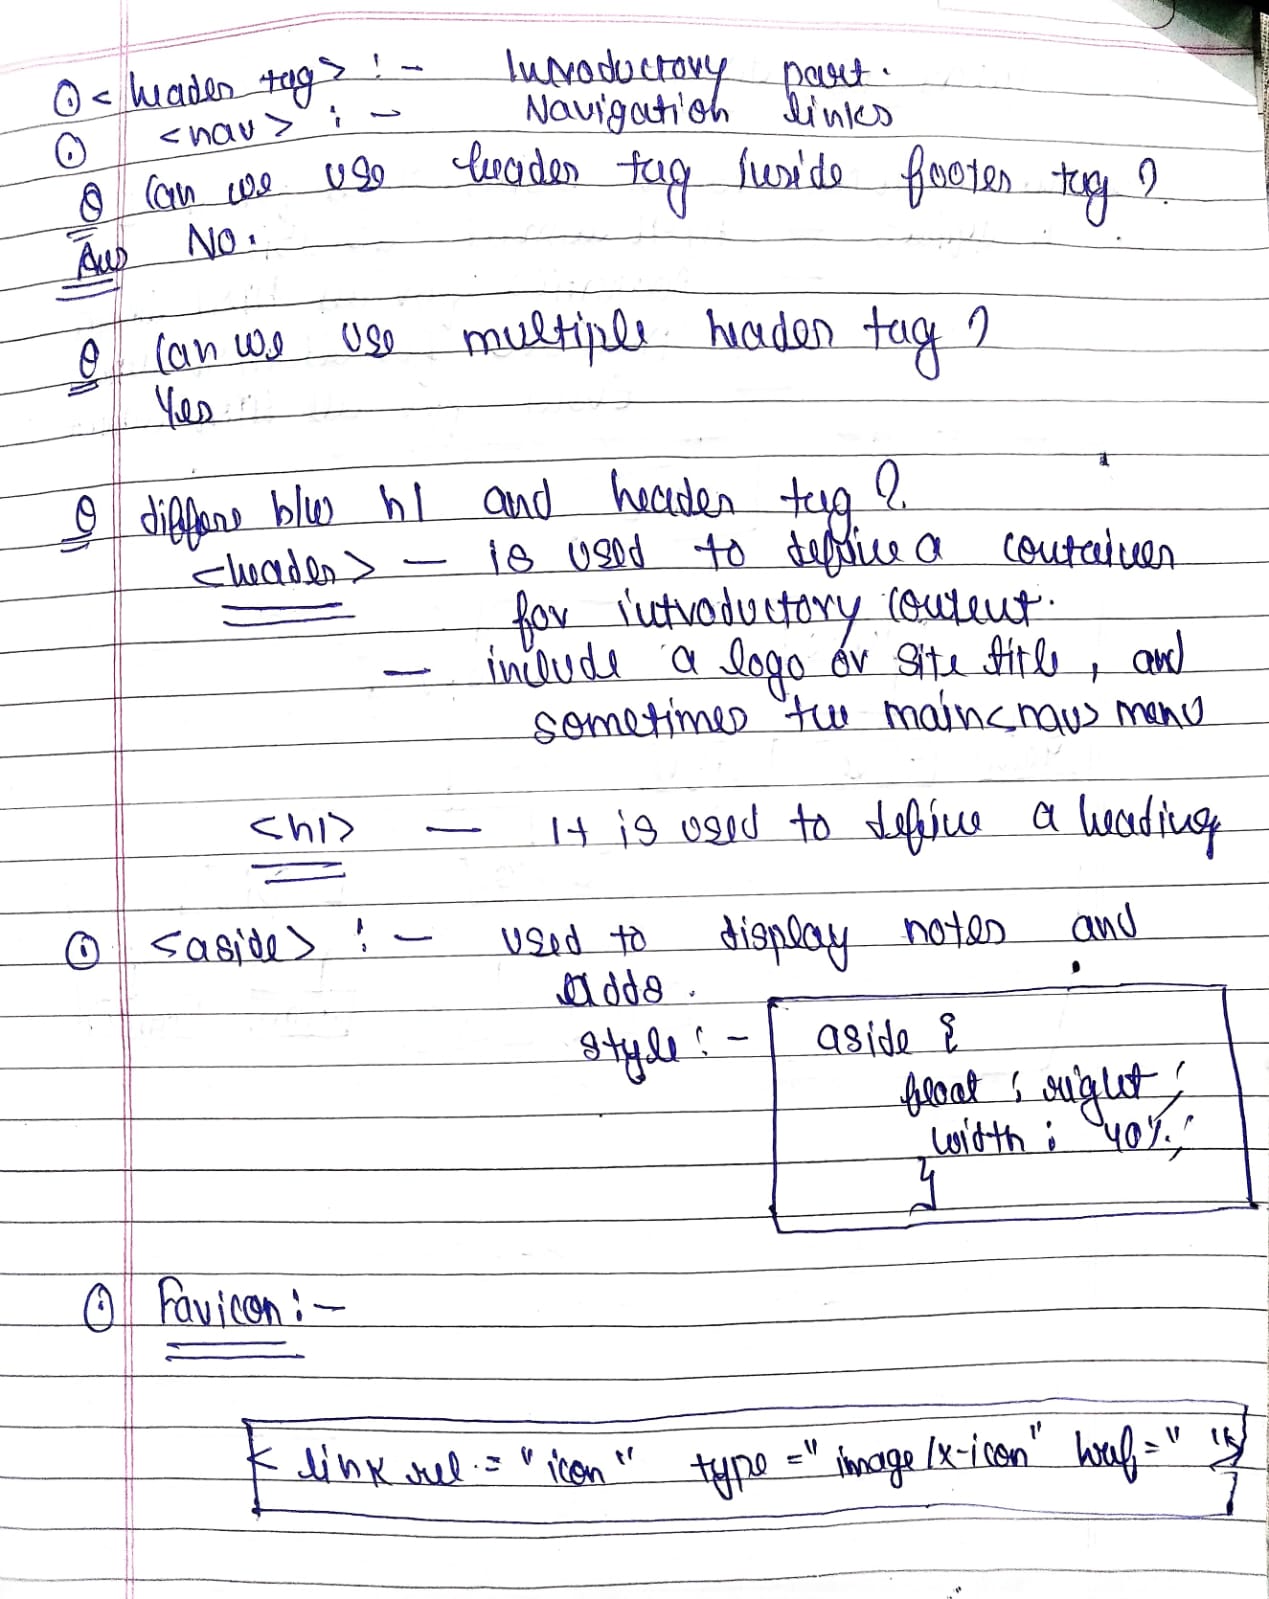 <header tag> :- Introductory part.
<nav> :- Navigation links
Q Can we use header tag inside footer tag ?
Ans No.
Q Can we use multiple header tag ?
Yes
Q differe b/w h1 and header tag ?
<header> — is used to define a container
for introductory content.
— include a logo or site title, and
sometimes the main <nav> menu
<h1> — It is used to define a heading
<aside> :- used to display notes and
adds.
style :- aside {
float : right ;
width : 40% ;
}
Favicon :-
< link rel = "icon" type = "image/x-icon" href = " ">